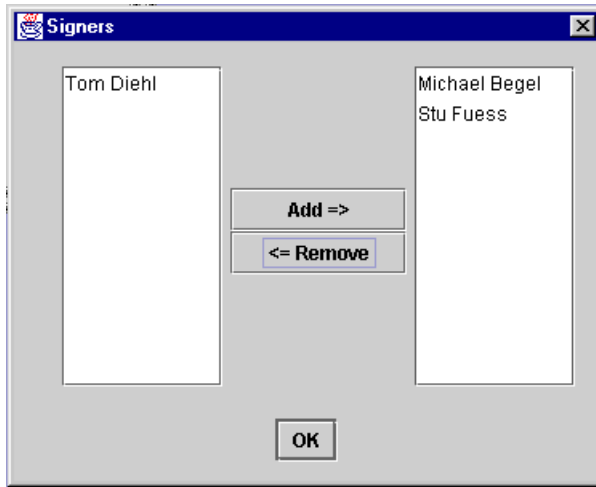 Signers
Tom Diehl
Michael Begel
Stu Fuess
Add =>
<= Remove
OK